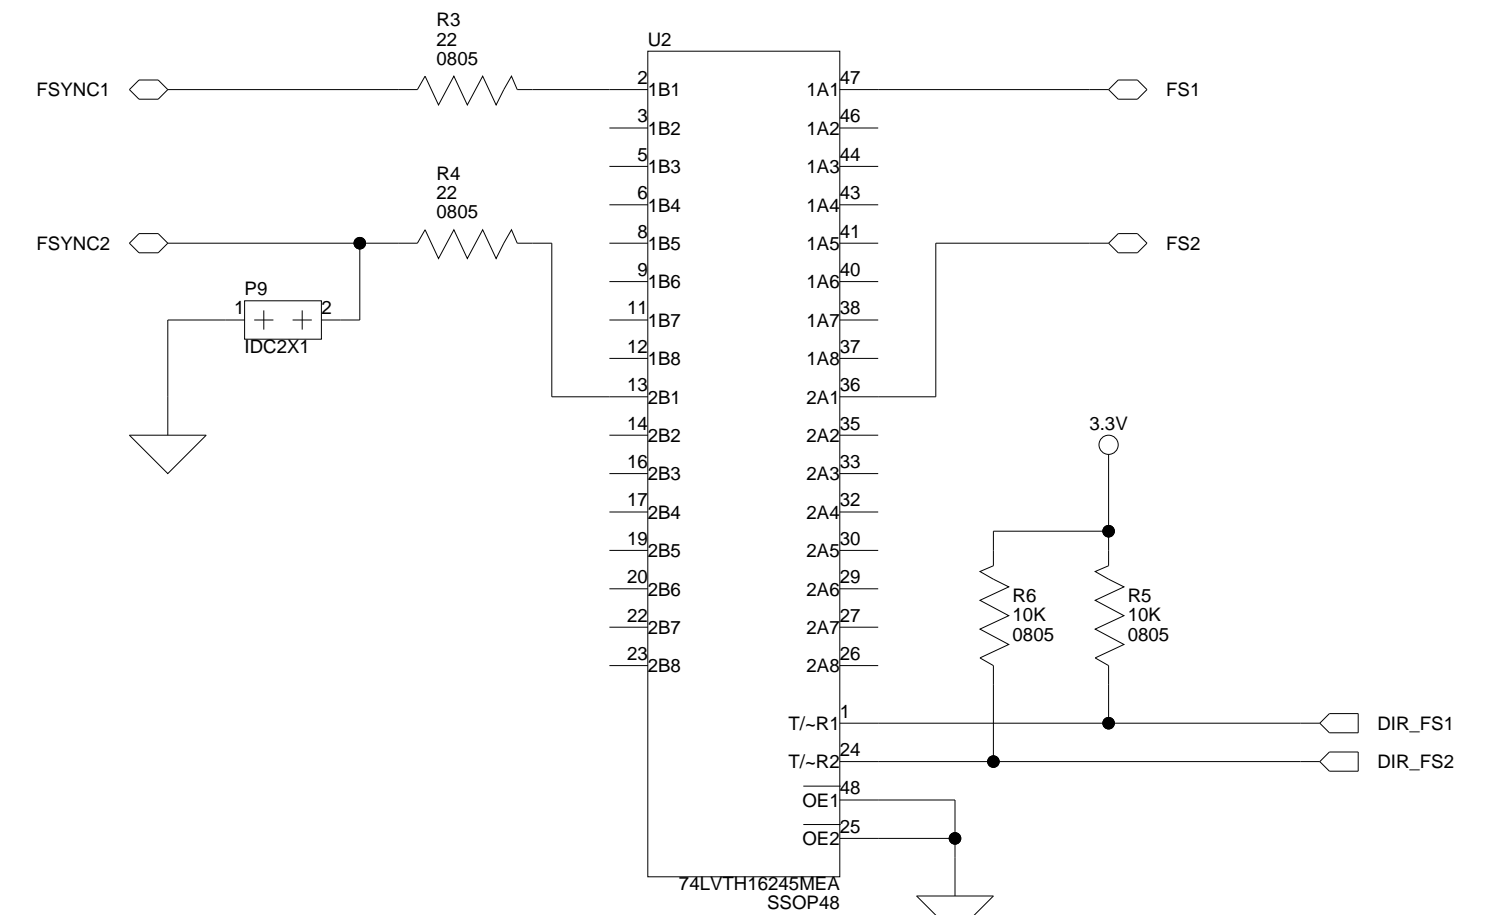 R3
22
0805
U2
FSYNC1
2
1B1
1A1
47
FS1
3
1B2
1A2
46
5
1B3
1A3
44
R4
22
0805
6
1B4
1A4
43
FSYNC2
8
1B5
1A5
41
FS2
9
1B6
1A6
40
P9
1
2
IDC2X1
11
1B7
1A7
38
12
1B8
1A8
37
13
2B1
2A1
36
14
2B2
2A2
35
3.3V
16
2B3
2A3
33
17
2B4
2A4
32
19
2B5
2A5
30
20
2B6
2A6
29
R6
10K
0805
R5
10K
0805
22
2B7
2A7
27
23
2B8
2A8
26
T/~R1
1
DIR_FS1
T/~R2
24
DIR_FS2
OE1
48
OE2
25
74LVTH16245MEA
SSOP48